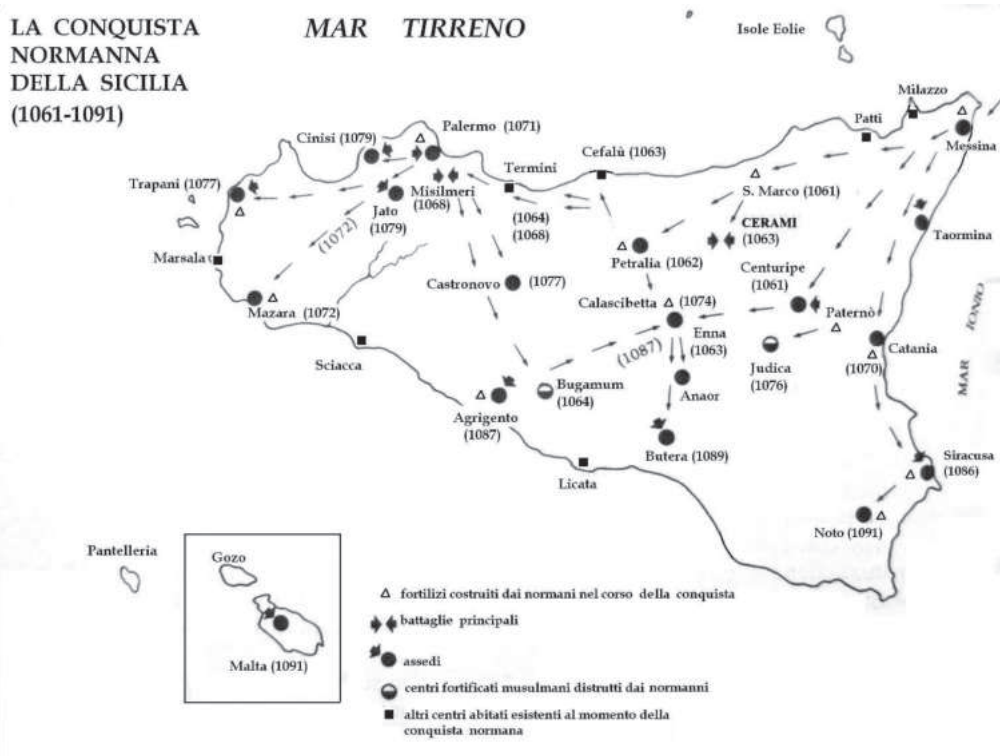 LA CONQUISTA
NORMANNA
DELLA SICILIA
(1061-1091)
MAR TIRRENO
Isole Eolie
Milazzo
Patti
Messina
Palermo (1071)
Cinisi (1079)
Cefalù (1063)
Termini
Trapani (1077)
Misilmeri
(1068)
Jato
(1079)
(1072)
(1064)
(1068)
S. Marco (1061)
CERAMI
(1063)
Taormina
Petralia (1062)
Centuripe
(1061)
Marsala
Castronovo
(1077)
Calascibetta
(1074)
Paternò
Mazara (1072)
Enna
(1063)
Catania
(1070)
MAR IONIO
Sciacca
(1087)
Judica
(1076)
Bugamum
(1064)
Anaor
Agrigento
(1087)
Butera (1089)
Siracusa
(1086)
Licata
Noto (1091)
Pantelleria
Gozo
Malta (1091)
fortilizi costruiti dai normani nel corso della conquista
battaglie principali
assedi
centri fortificati musulmani distrutti dai normanni
altri centri abitati esistenti al momento della
conquista normana